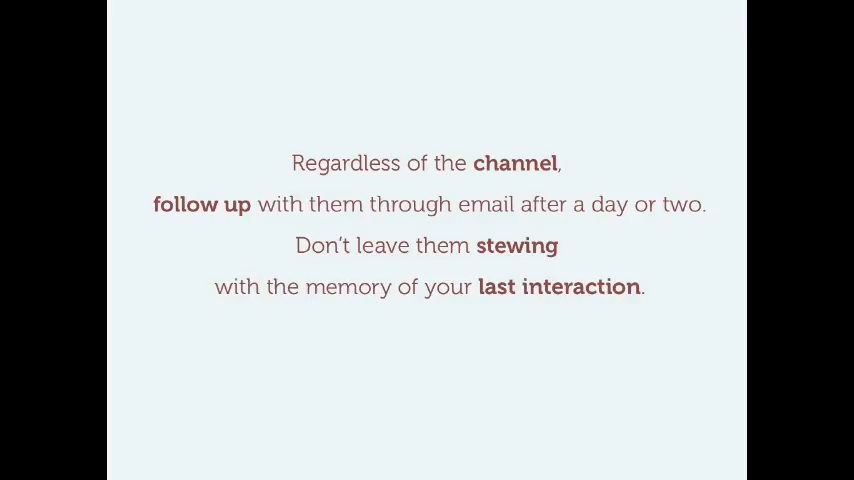 Regardless of the channel,
follow up with them through email after a day or two.
Don’t leave them stewing
with the memory of your last interaction.